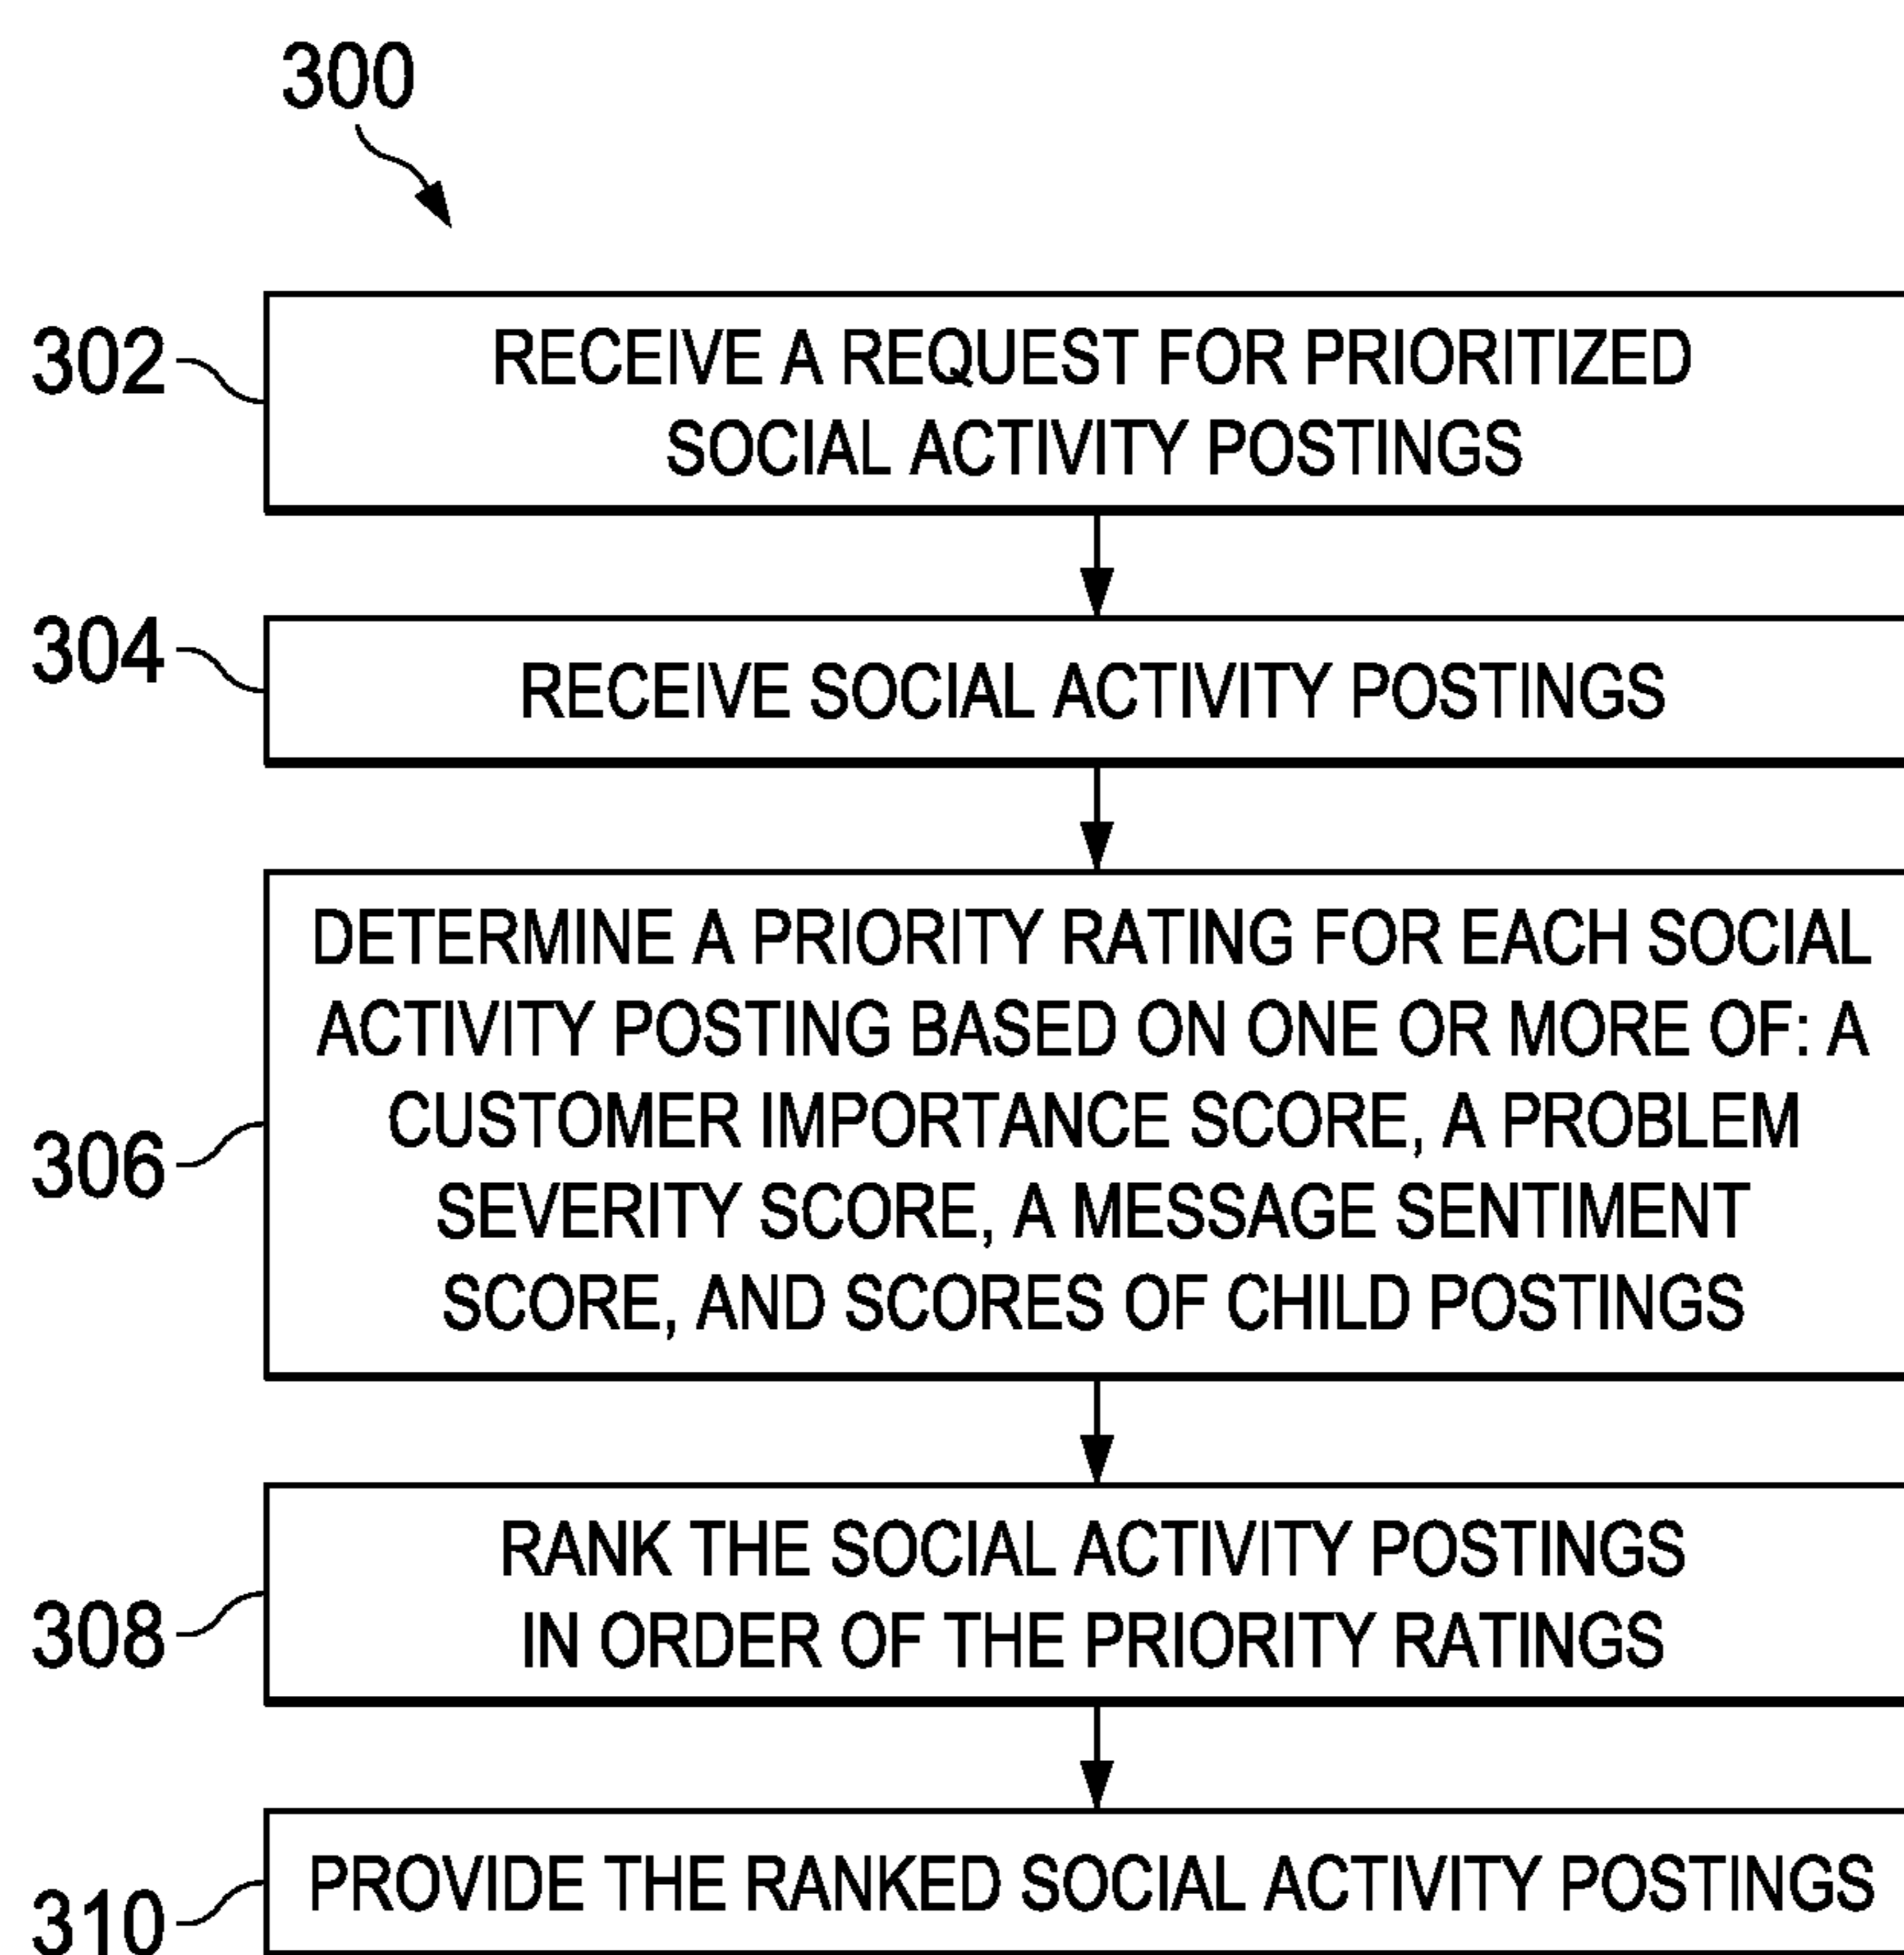 300
302
RECEIVE A REQUEST FOR PRIORITIZED
SOCIAL ACTIVITY POSTINGS
304
RECEIVE SOCIAL ACTIVITY POSTINGS
306
DETERMINE A PRIORITY RATING FOR EACH SOCIAL
ACTIVITY POSTING BASED ON ONE OR MORE OF: A
CUSTOMER IMPORTANCE SCORE, A PROBLEM
SEVERITY SCORE, A MESSAGE SENTIMENT
SCORE, AND SCORES OF CHILD POSTINGS
308
RANK THE SOCIAL ACTIVITY POSTINGS
IN ORDER OF THE PRIORITY RATINGS
310
PROVIDE THE RANKED SOCIAL ACTIVITY POSTINGS